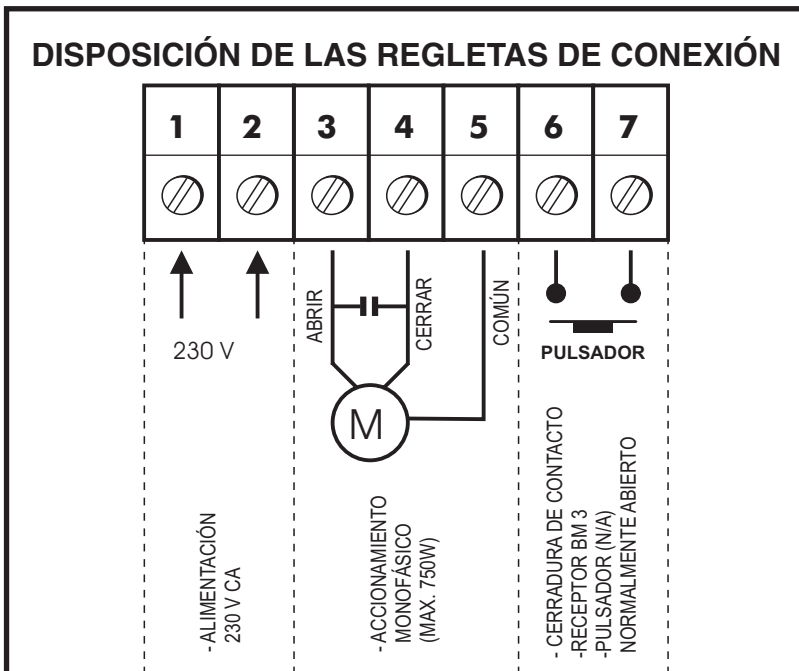 DISPOSICIÓN DE LAS REGLETAS DE CONEXIÓN
1 2 3 4 5 6 7
230 V
ABRIR
CERRAR
COMÚN
PULSADOR
M
- ALIMENTACIÓN
230 V CA
- ACCIONAMIENTO
MONOFÁSICO
(MAX. 750W)
- CERRADURA DE CONTACTO
-RECEPTOR BM 3
-PULSADOR (N/A)
NORMALMENTE ABIERTO